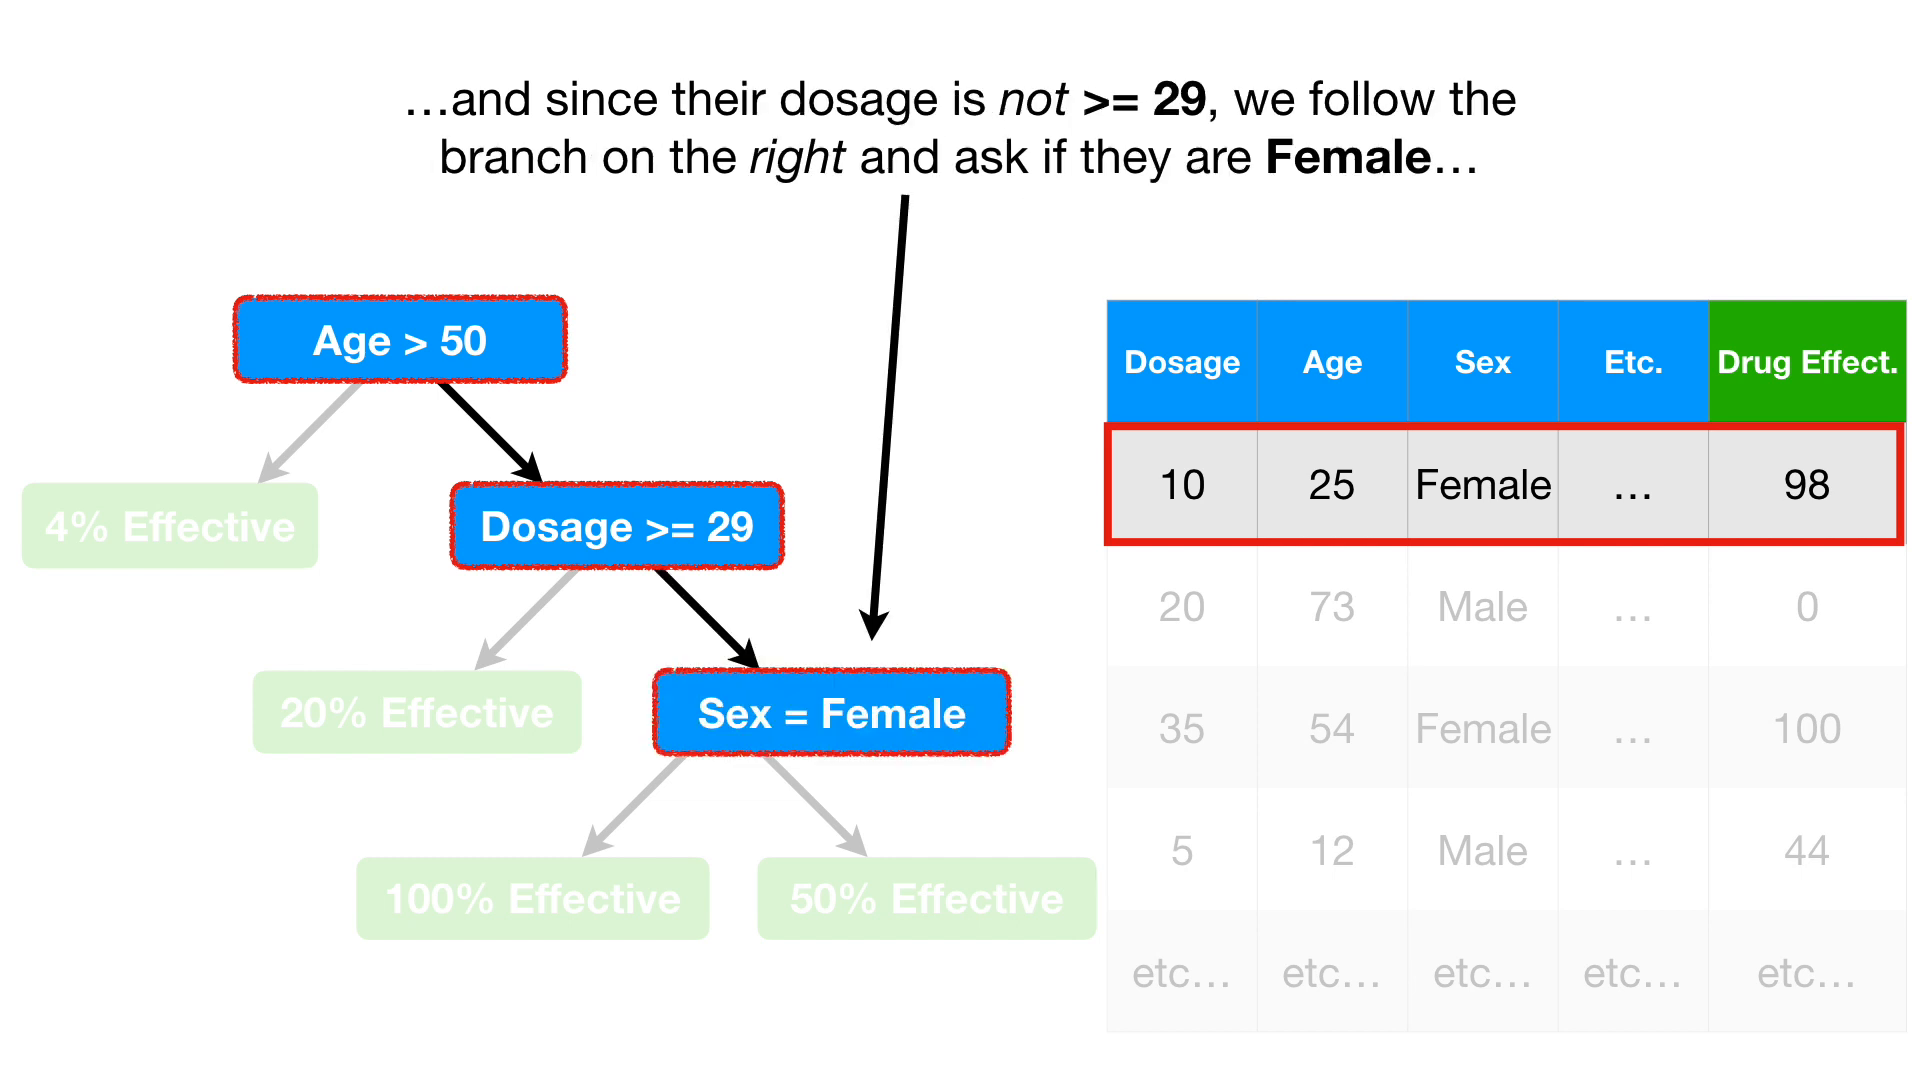 …and since their dosage is not >= 29, we follow the
branch on the right and ask if they are Female…
Age > 50
4% Effective
Dosage >= 29
20% Effective
Sex = Female
100% Effective
50% Effective
Dosage Age Sex Etc. Drug Effect.
10 25 Female … 98
20 73 Male … 0
35 54 Female … 100
5 12 Male … 44
etc… etc… etc… etc… etc…